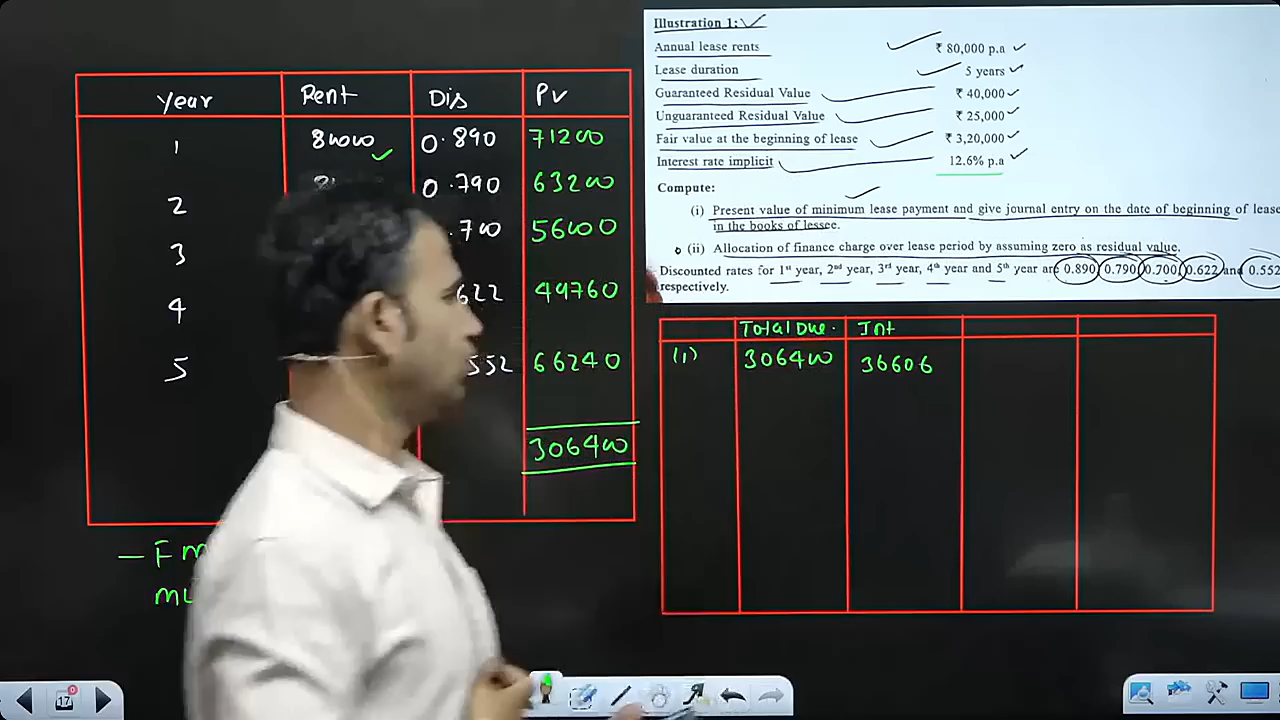 Year Rent Dis PV
1 80000 0.890 71200
2 0.790 63200
3 .700 56000
4 622 49760
5 552 66240
306400
— FM
ML
Illustration 1:
Annual lease rents ₹ 80,000 p.a
Lease duration 5 years
Guaranteed Residual Value ₹ 40,000
Unguaranteed Residual Value ₹ 25,000
Fair value at the beginning of lease ₹ 3,20,000
Interest rate implicit 12.6% p.a
Compute:
(i) Present value of minimum lease payment and give journal entry on the date of beginning of lease
in the books of lessee.
(ii) Allocation of finance charge over lease period by assuming zero as residual value.
Discounted rates for 1st year, 2nd year, 3rd year, 4th year and 5th year are 0.890, 0.790, 0.700, 0.622 and 0.552
respectively.
Total Due. Int
(1) 306400 36606
17 0